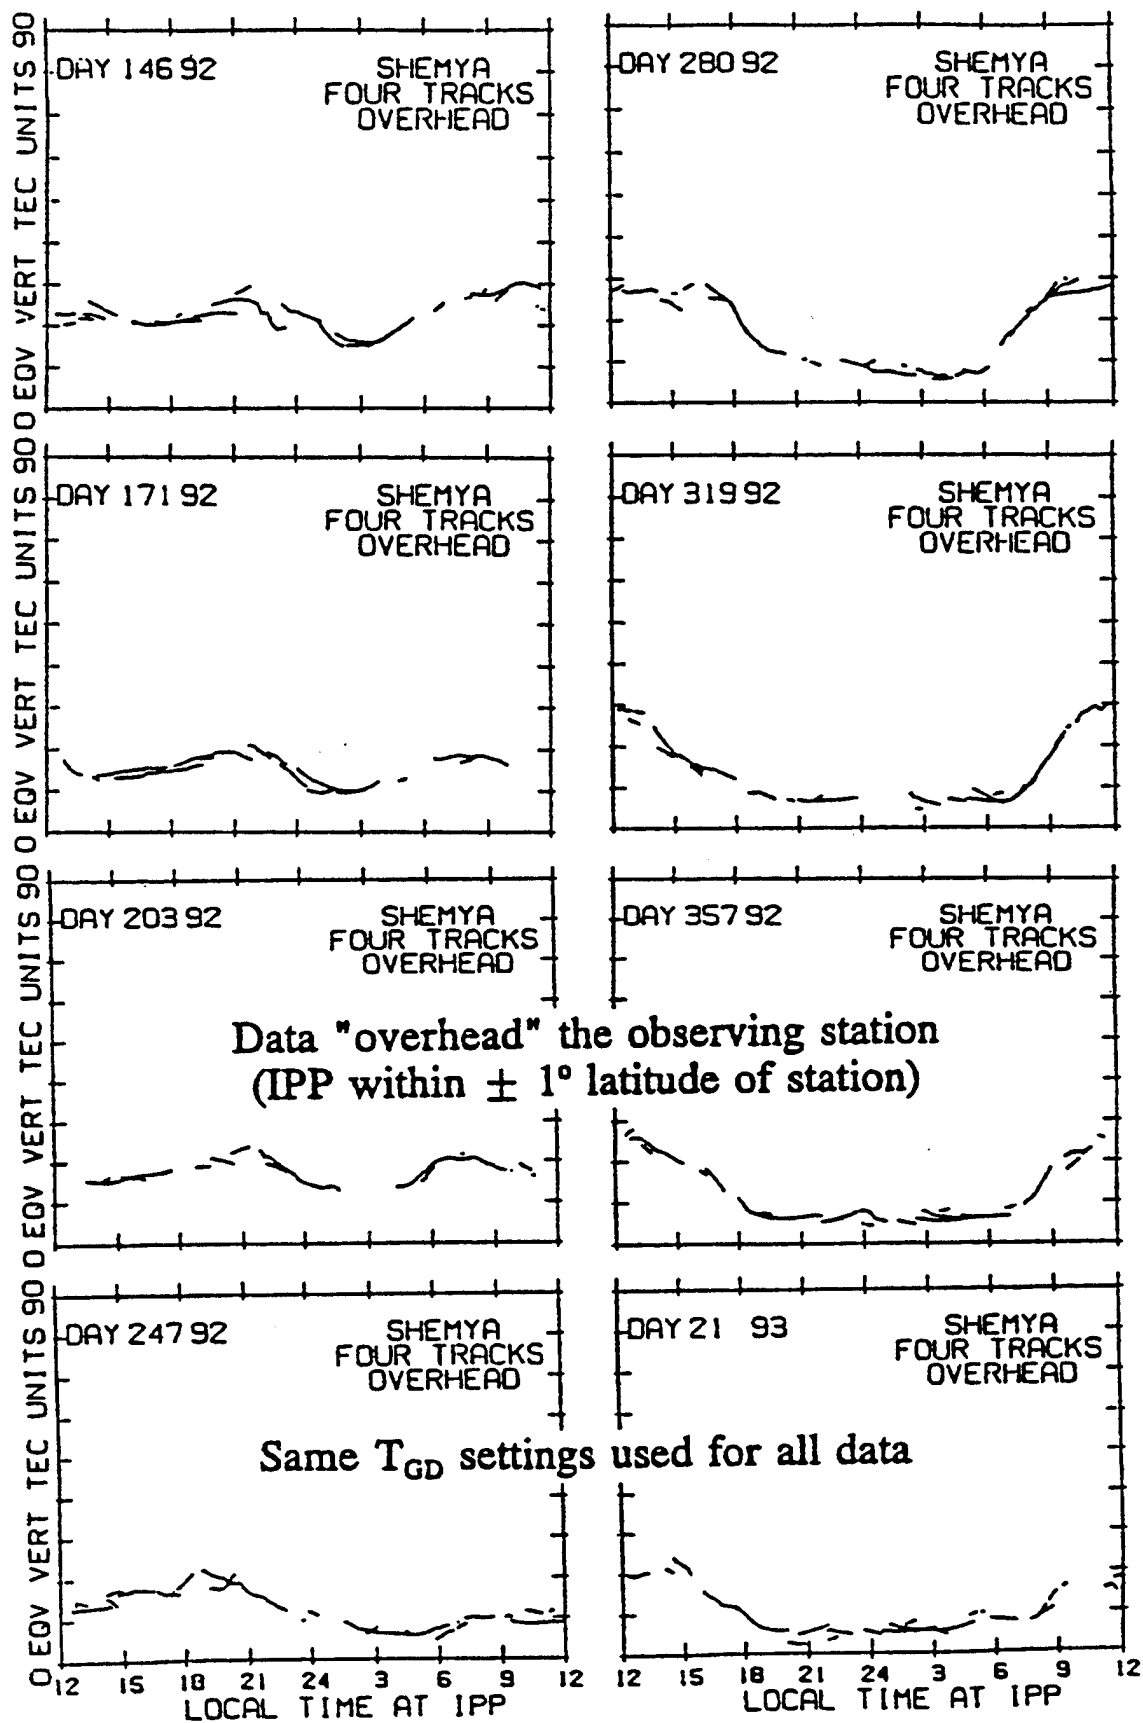 0 EQV VERT TEC UNITS 90
DAY 146 92
SHEMYA
FOUR TRACKS
OVERHEAD
DAY 280 92
SHEMYA
FOUR TRACKS
OVERHEAD
0 EQV VERT TEC UNITS 90
DAY 171 92
SHEMYA
FOUR TRACKS
OVERHEAD
DAY 319 92
SHEMYA
FOUR TRACKS
OVERHEAD
0 EQV VERT TEC UNITS 90
DAY 203 92
SHEMYA
FOUR TRACKS
OVERHEAD
DAY 357 92
SHEMYA
FOUR TRACKS
OVERHEAD
Data "overhead" the observing station
(IPP within ± 1° latitude of station)
0 EQV VERT TEC UNITS 90
DAY 247 92
SHEMYA
FOUR TRACKS
OVERHEAD
DAY 21 93
SHEMYA
FOUR TRACKS
OVERHEAD
Same T_GD settings used for all data
12 15 18 21 24 3 6 9 12
LOCAL TIME AT IPP
12 15 18 21 24 3 6 9 12
LOCAL TIME AT IPP